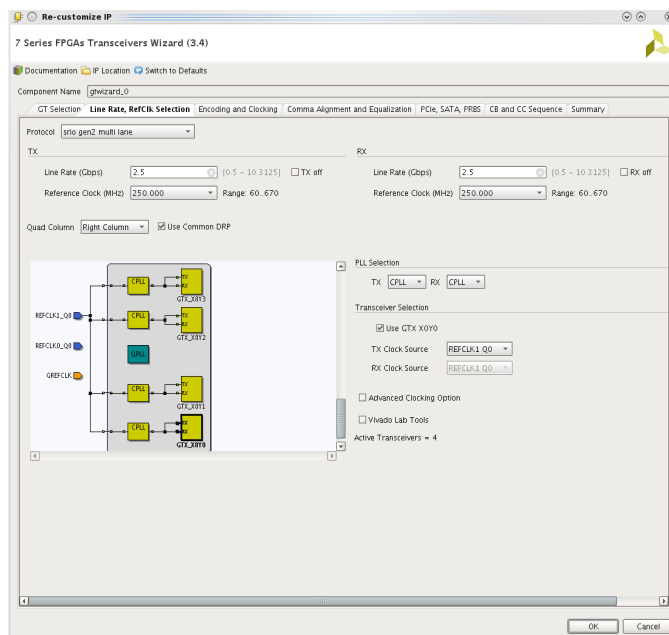 Re-customize IP
7 Series FPGAs Transceivers Wizard (3.4)
Documentation IP Location Switch to Defaults
Component Name gtwizard_0
GT Selection Line Rate, RefClk Selection Encoding and Clocking Comma Alignment and Equalization PCIe, SATA, PRBS CB and CC Sequence Summary
Protocol srio gen2 multi lane
TX
Line Rate (Gbps) 2.5 [0.5 - 10.3125] TX off
Reference Clock (MHz) 250.000 Range: 60..670
RX
Line Rate (Gbps) 2.5 [0.5 - 10.3125] RX off
Reference Clock (MHz) 250.000 Range: 60..670
Quad Column Right Column Use Common DRP
CPLL TX RX
GTX_X0Y3
REFCLK1_Q0 CPLL TX RX
GTX_X0Y2
REFCLK0_Q0 QPLL
GREFCLK
CPLL TX RX
GTX_X0Y1
CPLL TX RX
GTX_X0Y0
PLL Selection
TX CPLL RX CPLL
Transceiver Selection
Use GTX X0Y0
TX Clock Source REFCLK1 Q0
RX Clock Source REFCLK1 Q0
Advanced Clocking Option
Vivado Lab Tools
Active Transceivers = 4
OK Cancel